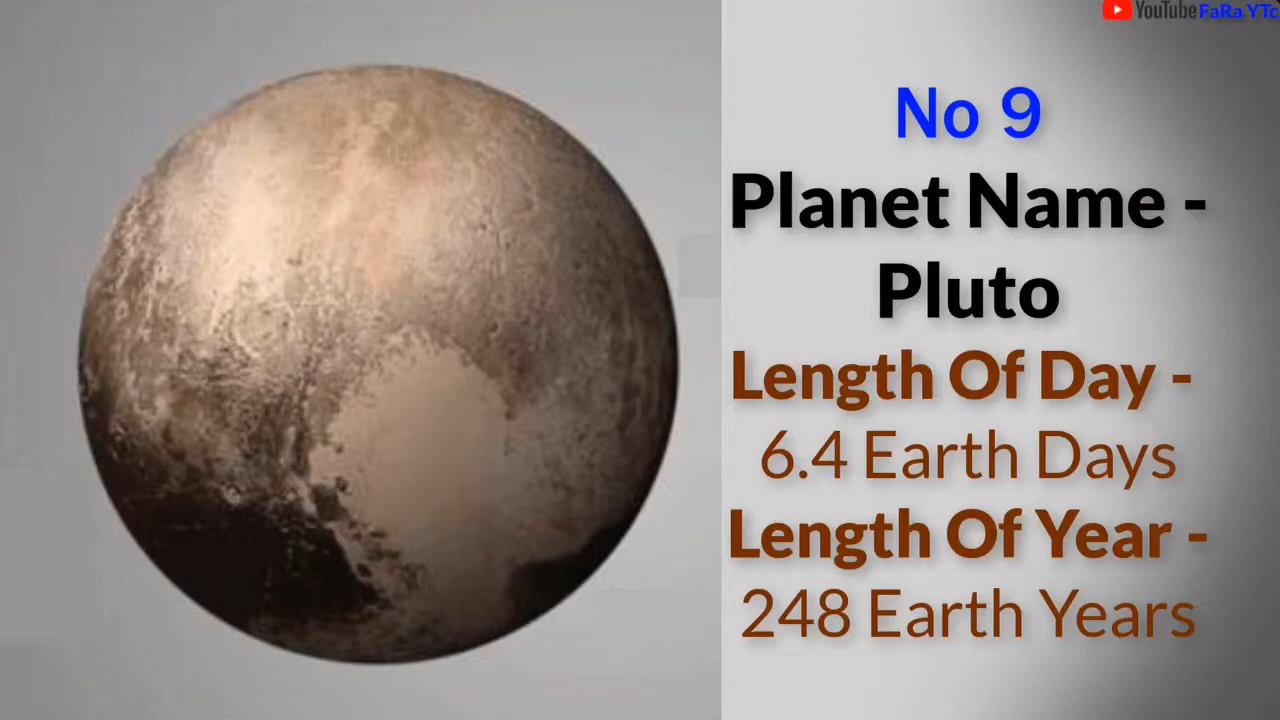 YouTube FaRa YTc
No 9
Planet Name -
Pluto
Length Of Day -
6.4 Earth Days
Length Of Year -
248 Earth Years